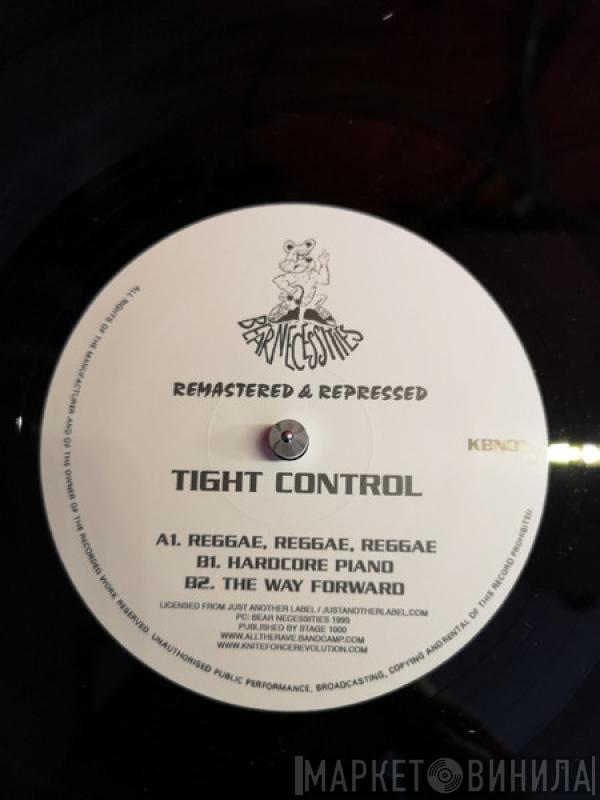 BEAR NECESSITIES
REMASTERED & REPRESSED
TIGHT CONTROL
A1. REGGAE, REGGAE, REGGAE
B1. HARDCORE PIANO
B2. THE WAY FORWARD
LICENSED FROM JUST ANOTHER LABEL / JUSTANOTHERLABEL.COM
PC: BEAR NECESSITIES 1993
PUBLISHED BY STAGE 1000
WWW.ALLTHERAVE.BANDCAMP.COM
WWW.KNITEFORCEREVOLUTION.COM
ALL RIGHTS OF THE MANUFACTURER AND OF THE OWNER OF THE RECORDED WORK RESERVED. UNAUTHORISED PUBLIC PERFORMANCE, BROADCASTING, COPYING AND RENTAL OF THIS RECORD PROHIBITED.
МАРКЕТ ВИНИЛА